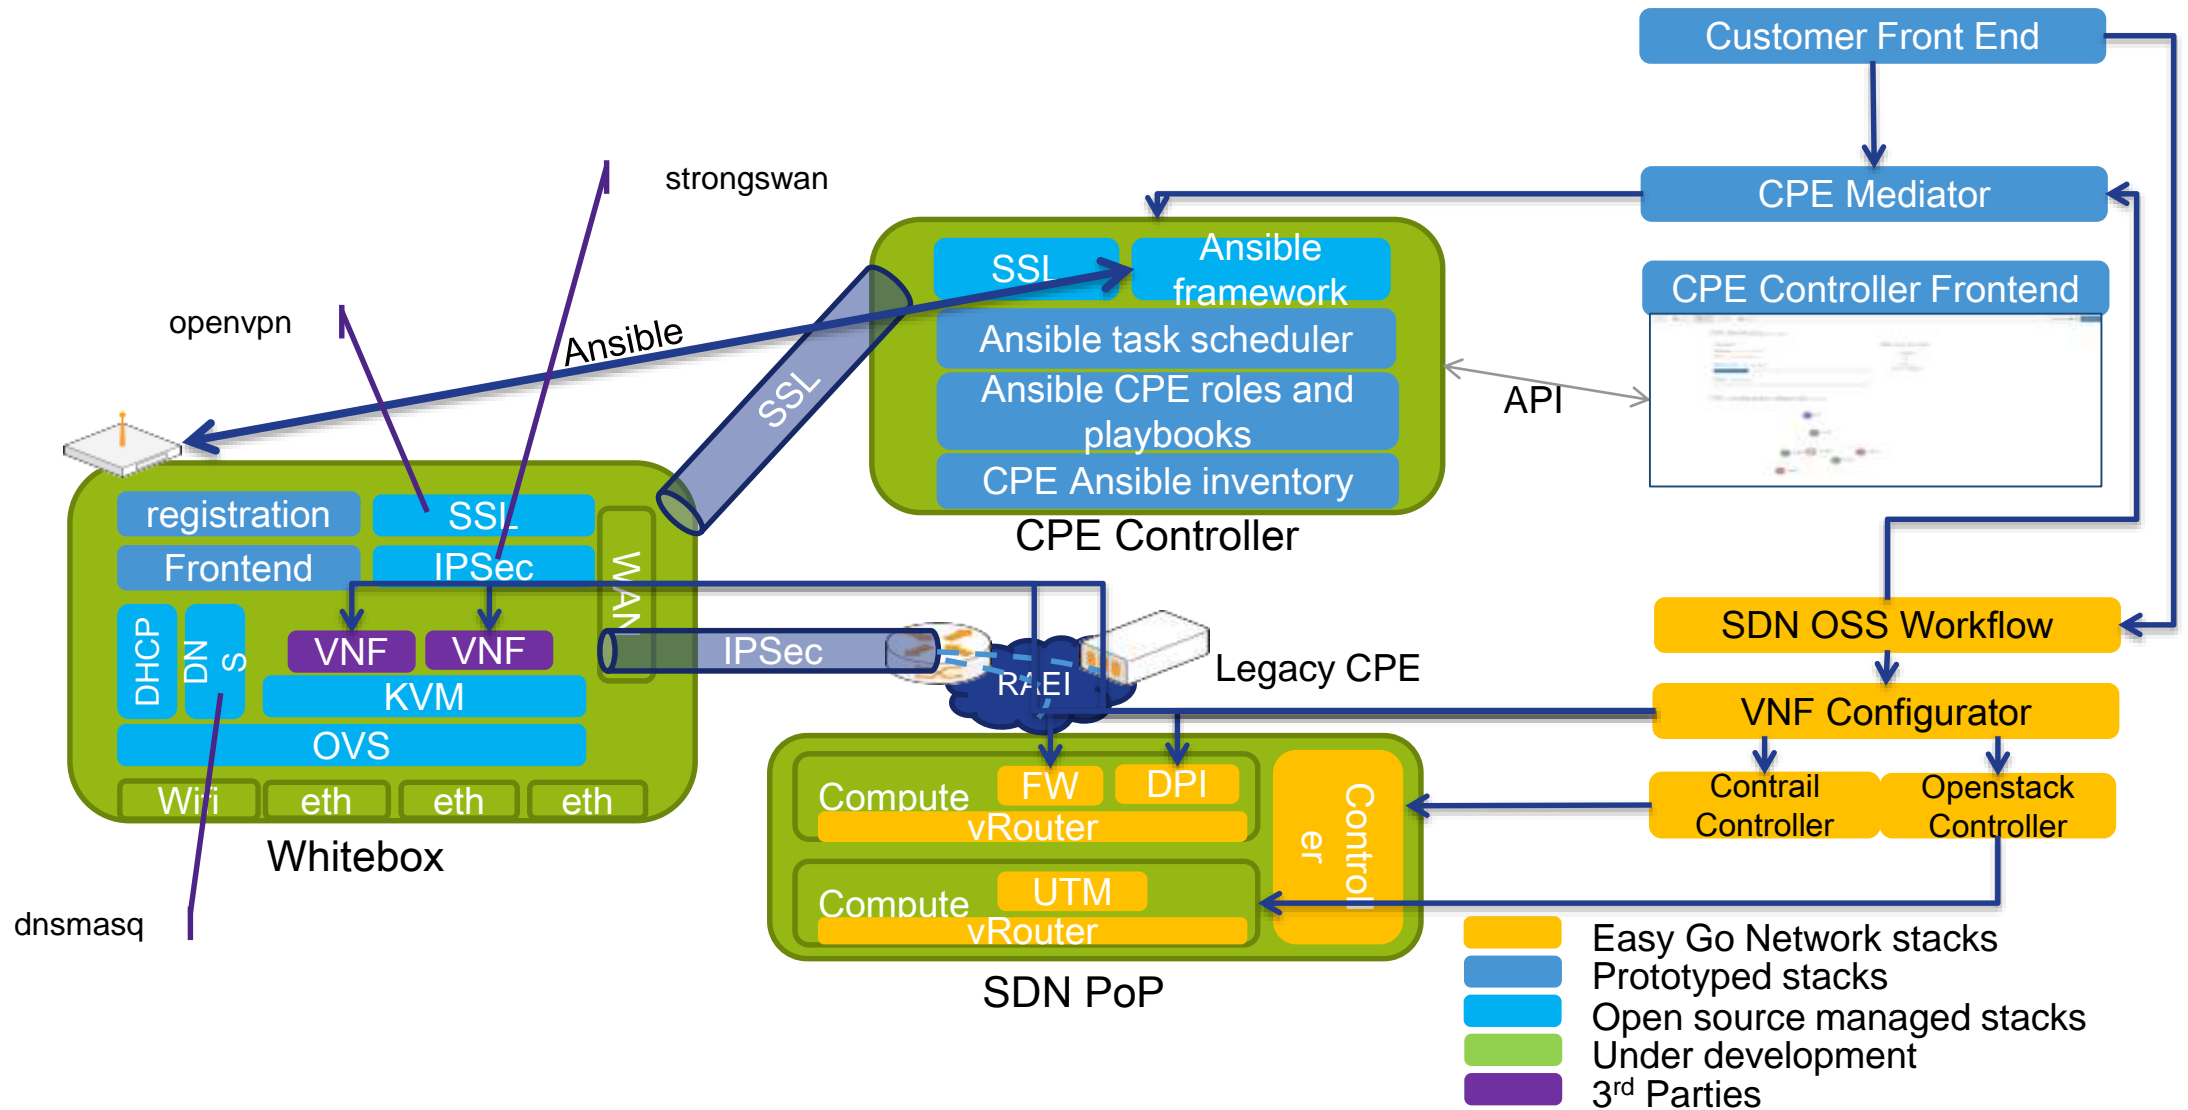 Customer Front End
strongswan
CPE Mediator
SSL
Ansible
framework
CPE Controller Frontend
openvpn
Ansible
Ansible task scheduler
SSL
Ansible CPE roles and
playbooks
API
CPE Ansible inventory
CPE Controller
registration
SSL
Frontend
IPSec
WAN
DHCP
DN
S
VNF
VNF
IPSec
RAEI
Legacy CPE
SDN OSS Workflow
KVM
VNF Configurator
OVS
Wifi
eth
eth
eth
Whitebox
Compute
FW
DPI
vRouter
Controll
er
Contrail
Controller
Openstack
Controller
Compute
UTM
vRouter
SDN PoP
dnsmasq
Easy Go Network stacks
Prototyped stacks
Open source managed stacks
Under development
3rd Parties